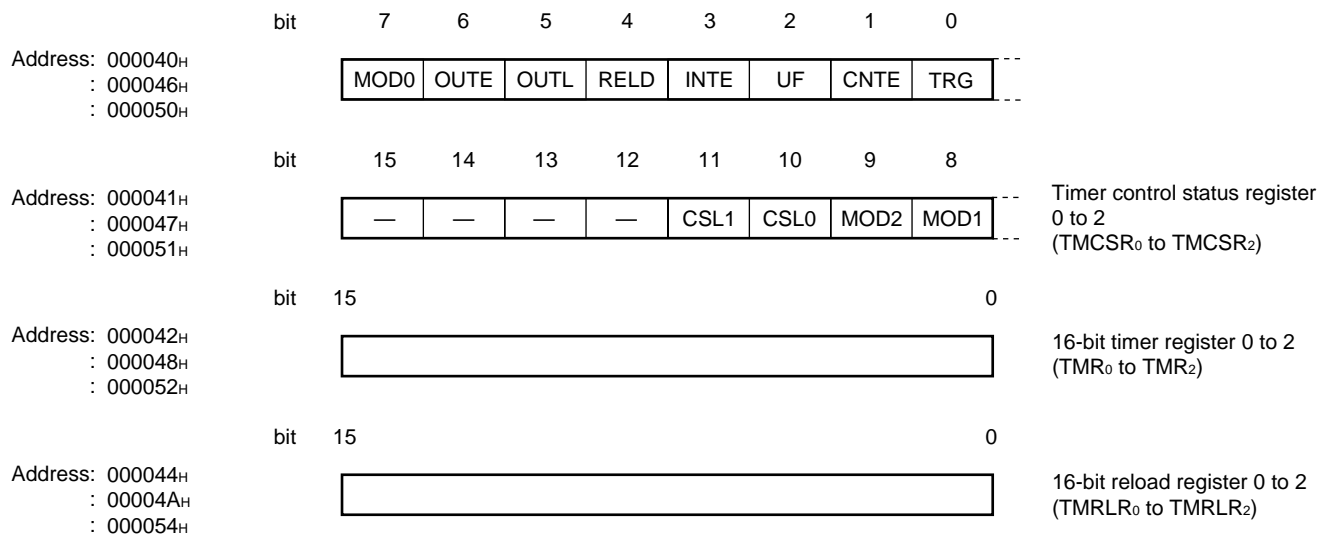 bit 7 6 5 4 3 2 1 0
Address: 000040H
: 000046H
: 000050H
MOD0 OUTE OUTL RELD INTE UF CNTE TRG
bit 15 14 13 12 11 10 9 8
Address: 000041H
: 000047H
: 000051H
— — — — CSL1 CSL0 MOD2 MOD1
Timer control status register
0 to 2
(TMCSR0 to TMCSR2)
bit 15 0
Address: 000042H
: 000048H
: 000052H
16-bit timer register 0 to 2
(TMR0 to TMR2)
bit 15 0
Address: 000044H
: 00004AH
: 000054H
16-bit reload register 0 to 2
(TMRLR0 to TMRLR2)